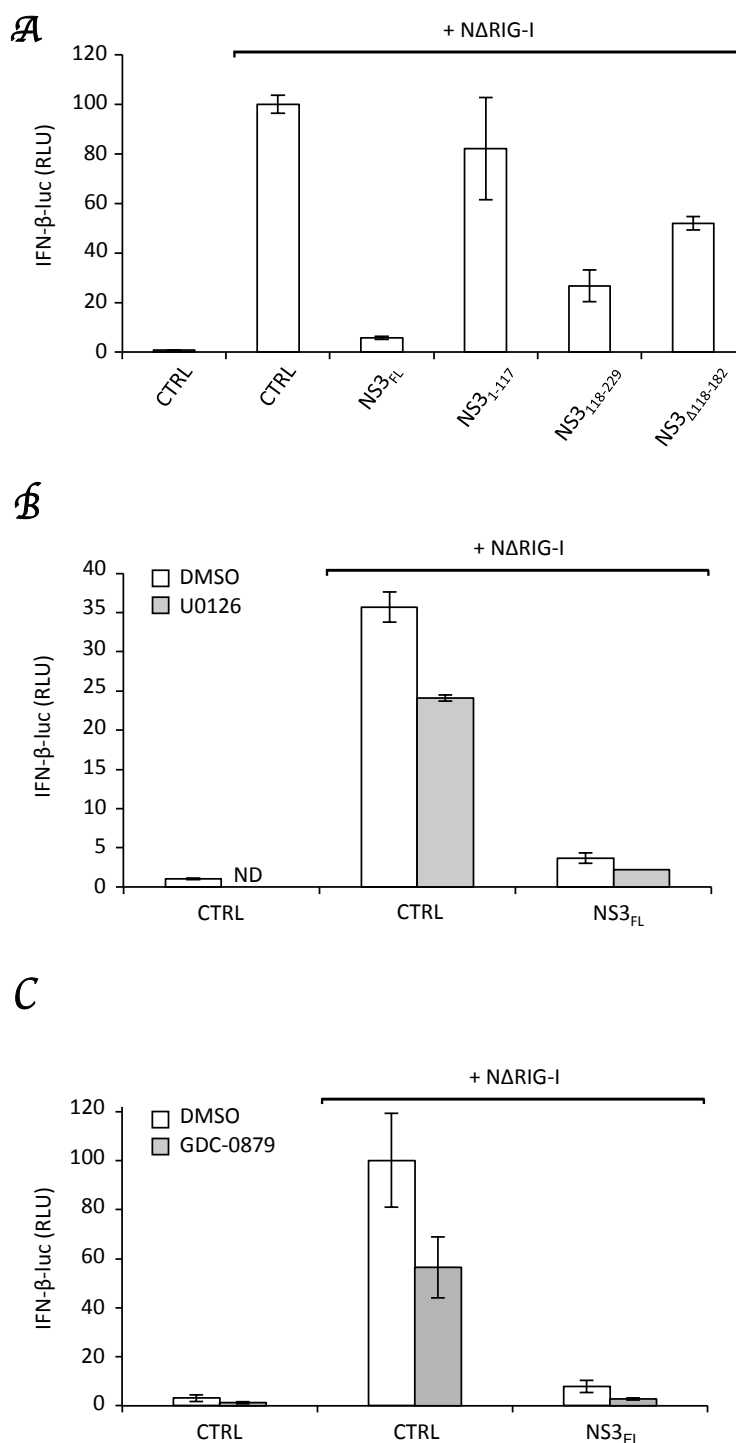 A
+ NΔRIG-I
IFN-β-luc (RLU)
120
100
80
60
40
20
0
CTRL
CTRL
NS3FL
NS31-117
NS3118-229
NS3Δ118-182
B
+ NΔRIG-I
DMSO
U0126
IFN-β-luc (RLU)
40
35
30
25
20
15
10
5
0
ND
CTRL
CTRL
NS3FL
C
+ NΔRIG-I
DMSO
GDC-0879
IFN-β-luc (RLU)
120
100
80
60
40
20
0
CTRL
CTRL
NS3FL